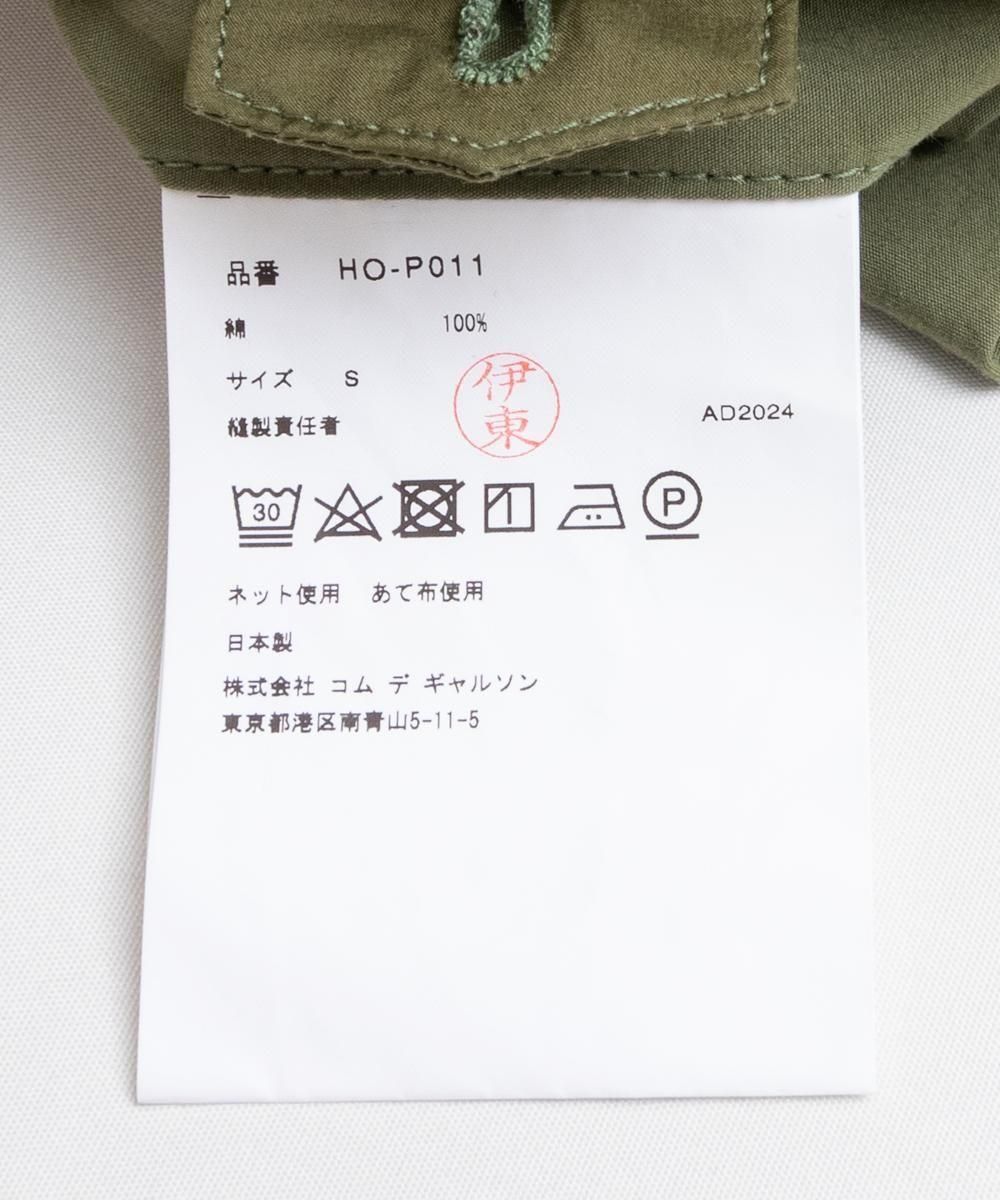 品番 HO-P011
綿 100%
サイズ S
伊東
縫製責任者
AD2024
30
P
ネット使用 あて布使用
日本製
株式会社 コム デ ギャルソン
東京都港区南青山5-11-5